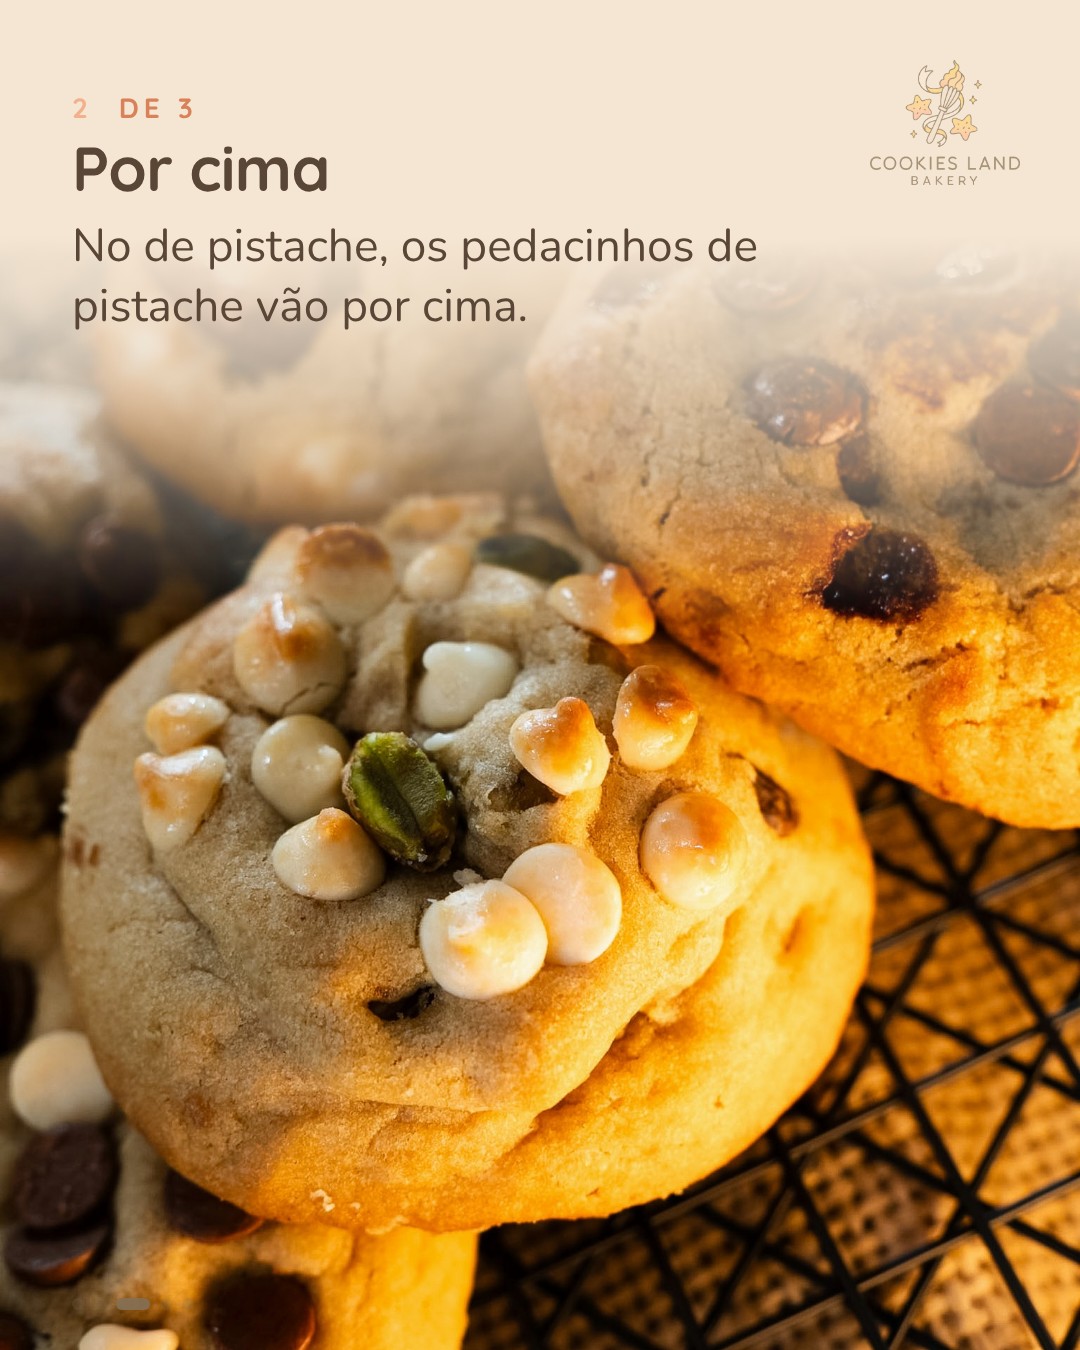 2 DE 3
Por cima
No de pistache, os pedacinhos de
pistache vão por cima.
COOKIES LAND
BAKERY